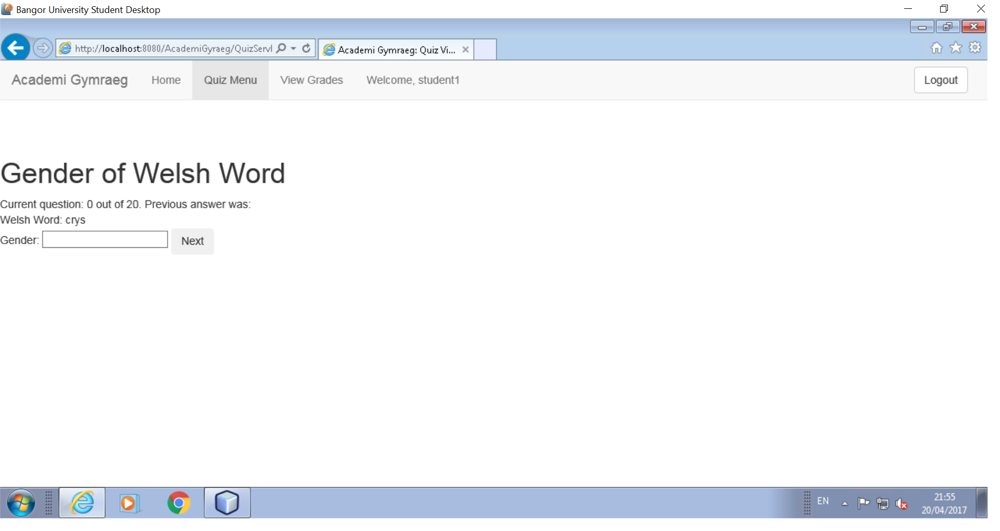 Bangor University Student Desktop
http://localhost:8080/AcademiGyraeg/QuizServl
Academi Gymraeg: Quiz Vi...
Academi Gymraeg Home Quiz Menu View Grades Welcome, student1 Logout
Gender of Welsh Word
Current question: 0 out of 20. Previous answer was:
Welsh Word: crys
Gender: Next
EN
21:55
20/04/2017